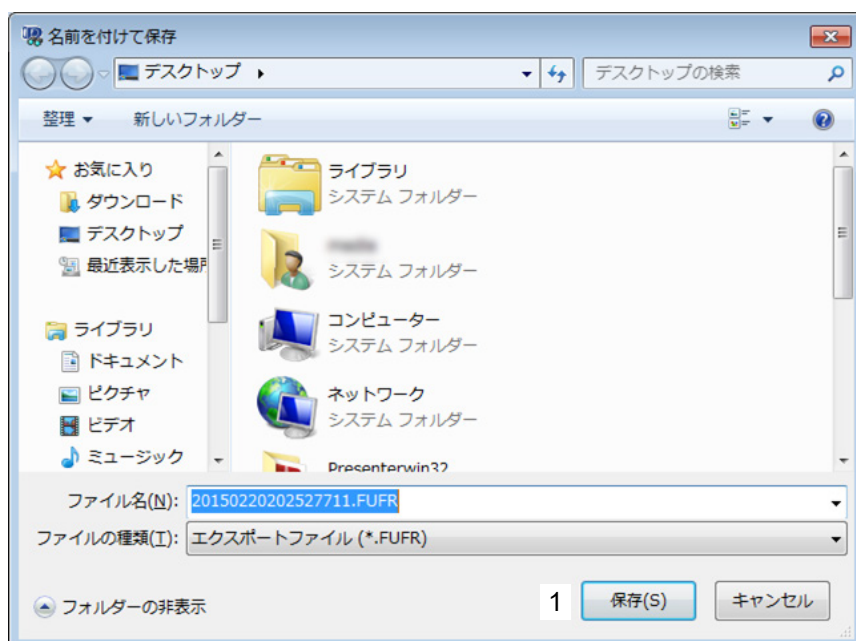 名前を付けて保存
デスクトップ
デスクトップの検索
整理
新しいフォルダー
お気に入り
ダウンロード
デスクトップ
最近表示した場所
ライブラリ
ドキュメント
ピクチャ
ビデオ
ミュージック
ライブラリ
システム フォルダー
システム フォルダー
コンピューター
システム フォルダー
ネットワーク
システム フォルダー
Presenterwin32
ファイル名(N): 20150220202527711.FUFR
ファイルの種類(T): エクスポートファイル (*.FUFR)
フォルダーの非表示
1 保存(S) キャンセル